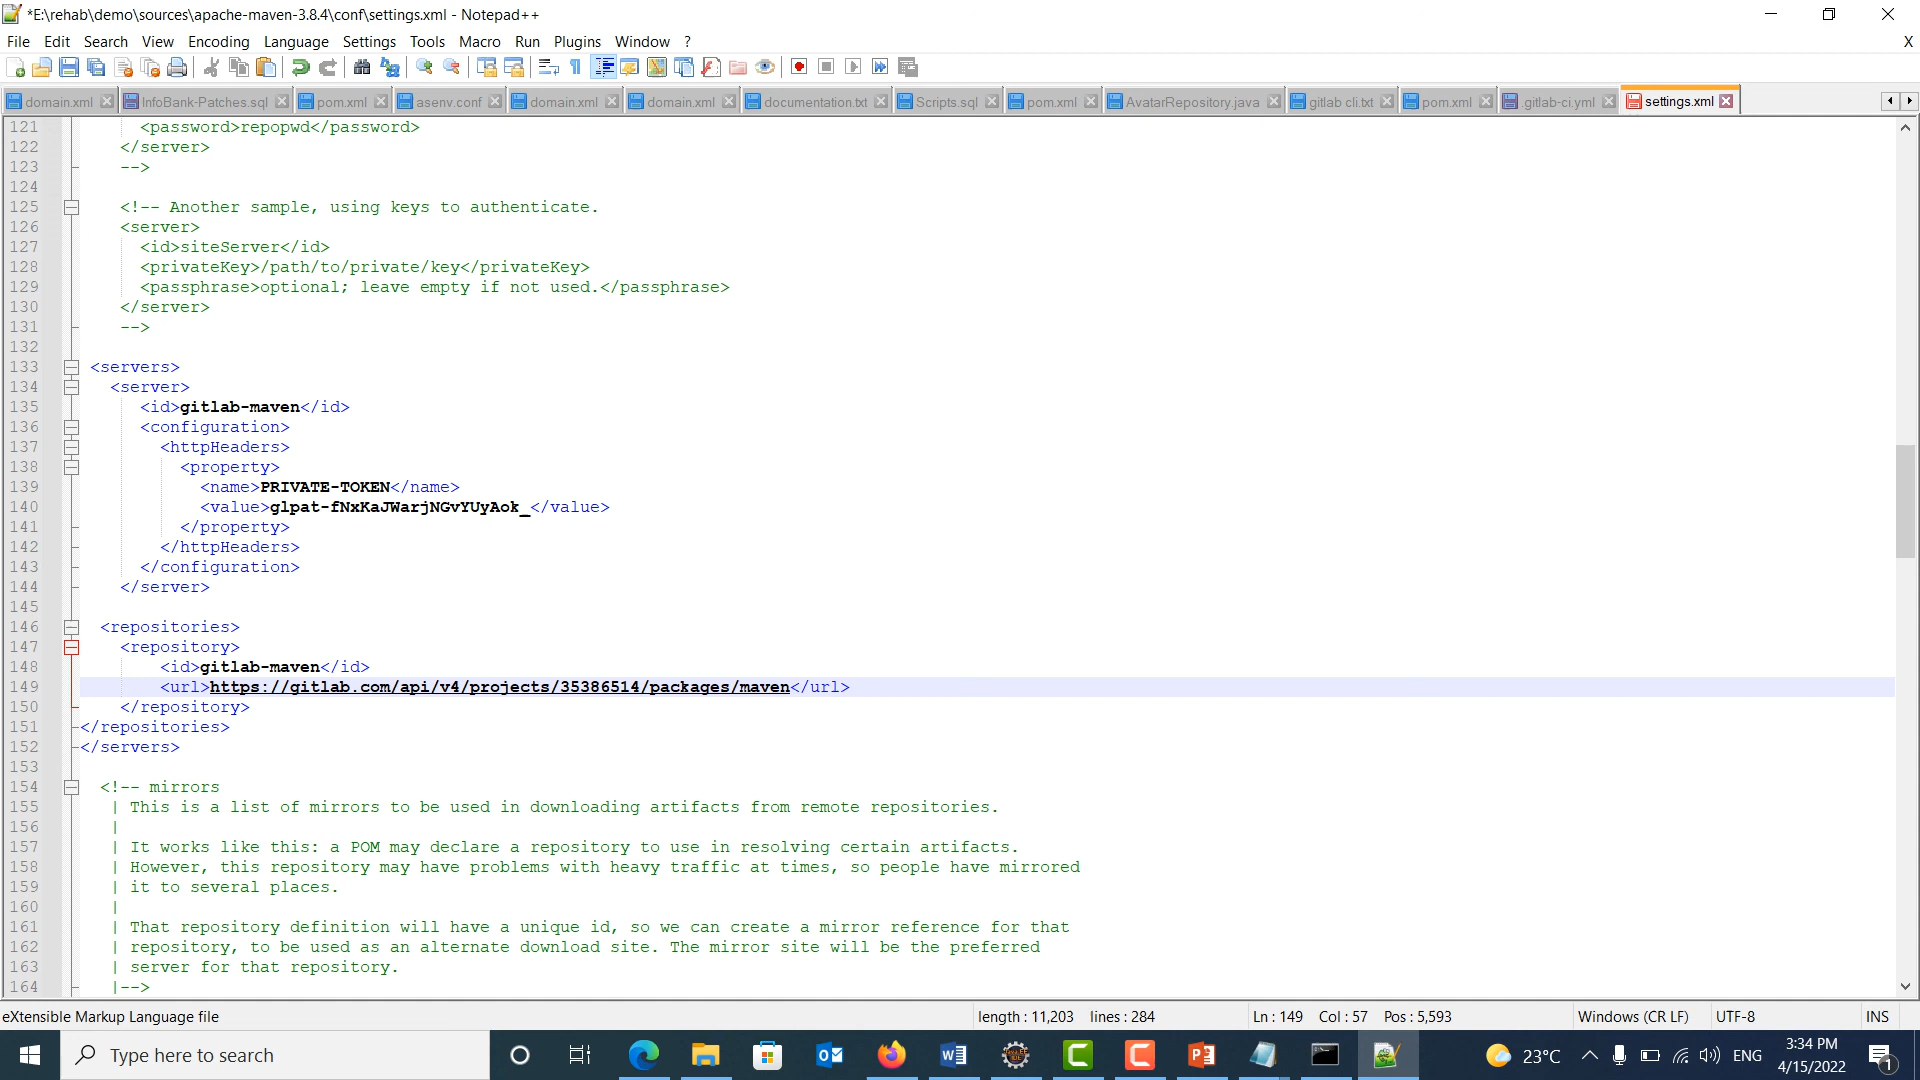 *E:\rehab\demo\sources\apache-maven-3.8.4\conf\settings.xml - Notepad++
File Edit Search View Encoding Language Settings Tools Macro Run Plugins Window ? X
domain.xml InfoBank-Patches.sql pom.xml asenv.conf domain.xml domain.xml documentation.txt Scripts.sql pom.xml AvatarRepository.java gitlab cli.txt pom.xml .gitlab-ci.yml settings.xml
121 <password>repopwd</password>
122 </server>
123 -->
124
125 <!-- Another sample, using keys to authenticate.
126 <server>
127 <id>siteServer</id>
128 <privateKey>/path/to/private/key</privateKey>
129 <passphrase>optional; leave empty if not used.</passphrase>
130 </server>
131 -->
132
133 <servers>
134 <server>
135 <id>gitlab-maven</id>
136 <configuration>
137 <httpHeaders>
138 <property>
139 <name>PRIVATE-TOKEN</name>
140 <value>glpat-fNxKaJWarjNGvYUyAok_</value>
141 </property>
142 </httpHeaders>
143 </configuration>
144 </server>
145
146 <repositories>
147 <repository>
148 <id>gitlab-maven</id>
149 <url>https://gitlab.com/api/v4/projects/35386514/packages/maven</url>
150 </repository>
151 </repositories>
152 </servers>
153
154 <!-- mirrors
155 | This is a list of mirrors to be used in downloading artifacts from remote repositories.
156 |
157 | It works like this: a POM may declare a repository to use in resolving certain artifacts.
158 | However, this repository may have problems with heavy traffic at times, so people have mirrored
159 | it to several places.
160 |
161 | That repository definition will have a unique id, so we can create a mirror reference for that
162 | repository, to be used as an alternate download site. The mirror site will be the preferred
163 | server for that repository.
164 |-->
eXtensible Markup Language file length : 11,203 lines : 284 Ln : 149 Col : 57 Pos : 5,593 Windows (CR LF) UTF-8 INS
Type here to search 23°C ENG 3:34 PM
4/15/2022 1